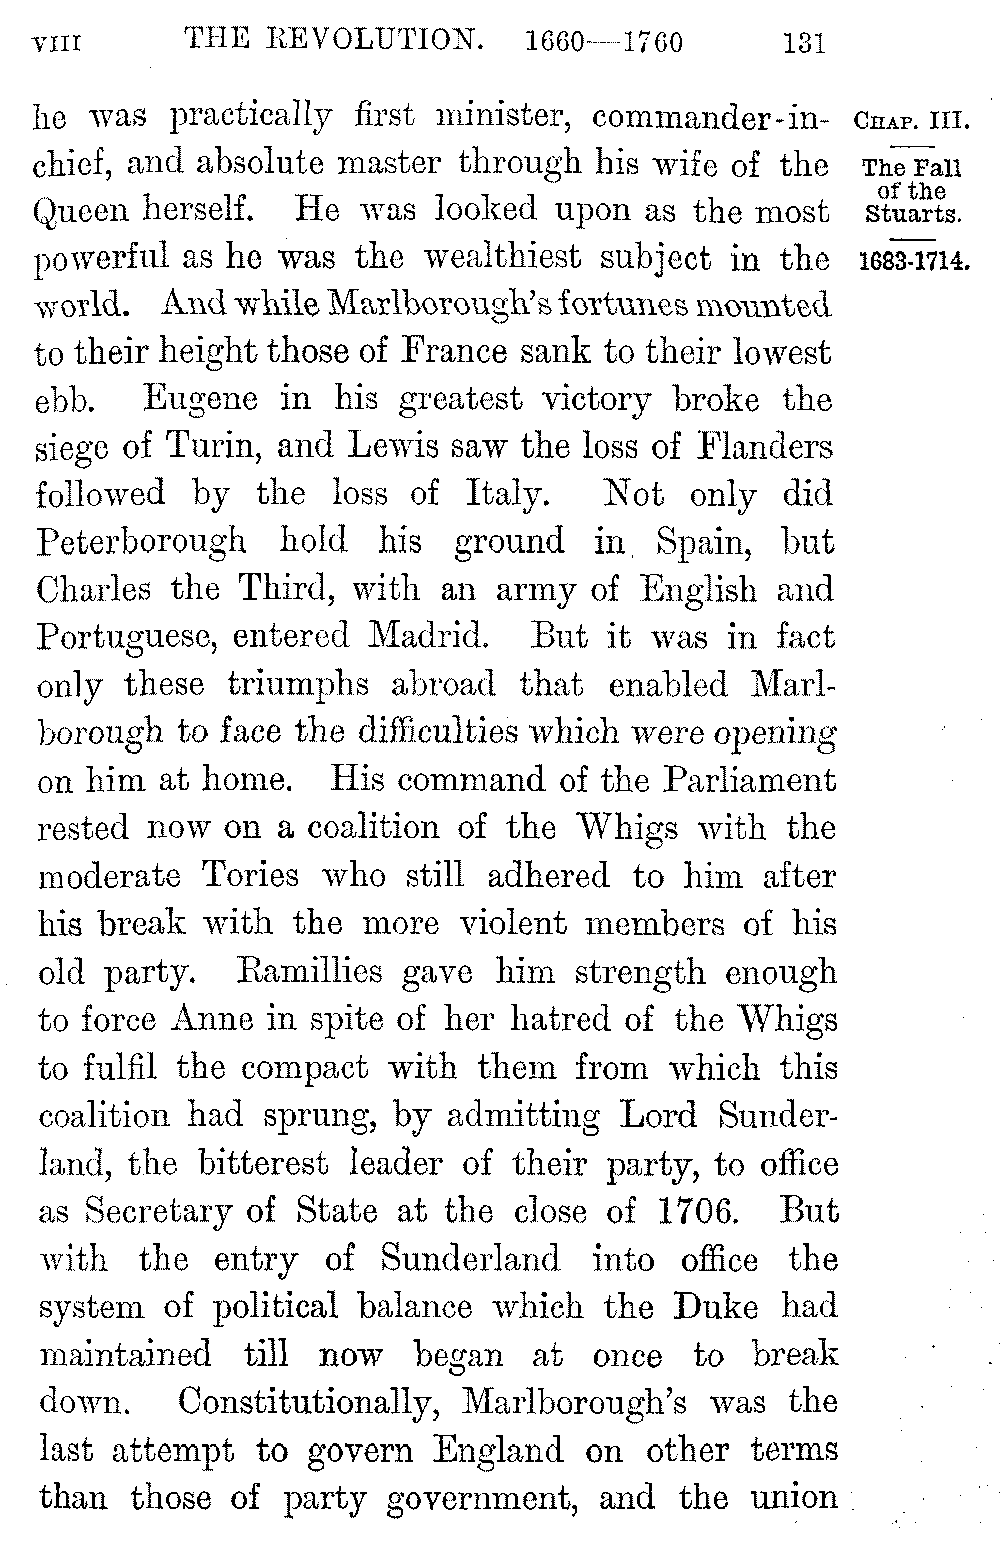 VIII THE REVOLUTION. 1660—1760 131
he was practically first minister, commander-in-
chief, and absolute master through his wife of the
Queen herself. He was looked upon as the most
powerful as he was the wealthiest subject in the
world. And while Marlborough's fortunes mounted
to their height those of France sank to their lowest
ebb. Eugene in his greatest victory broke the
siege of Turin, and Lewis saw the loss of Flanders
followed by the loss of Italy. Not only did
Peterborough hold his ground in Spain, but
Charles the Third, with an army of English and
Portuguese, entered Madrid. But it was in fact
only these triumphs abroad that enabled Marl-
borough to face the difficulties which were opening
on him at home. His command of the Parliament
rested now on a coalition of the Whigs with the
moderate Tories who still adhered to him after
his break with the more violent members of his
old party. Ramillies gave him strength enough
to force Anne in spite of her hatred of the Whigs
to fulfil the compact with them from which this
coalition had sprung, by admitting Lord Sunder-
land, the bitterest leader of their party, to office
as Secretary of State at the close of 1706. But
with the entry of Sunderland into office the
system of political balance which the Duke had
maintained till now began at once to break
down. Constitutionally, Marlborough's was the
last attempt to govern England on other terms
than those of party government, and the union
CHAP. III.
The Fall
of the
Stuarts.
1683-1714.